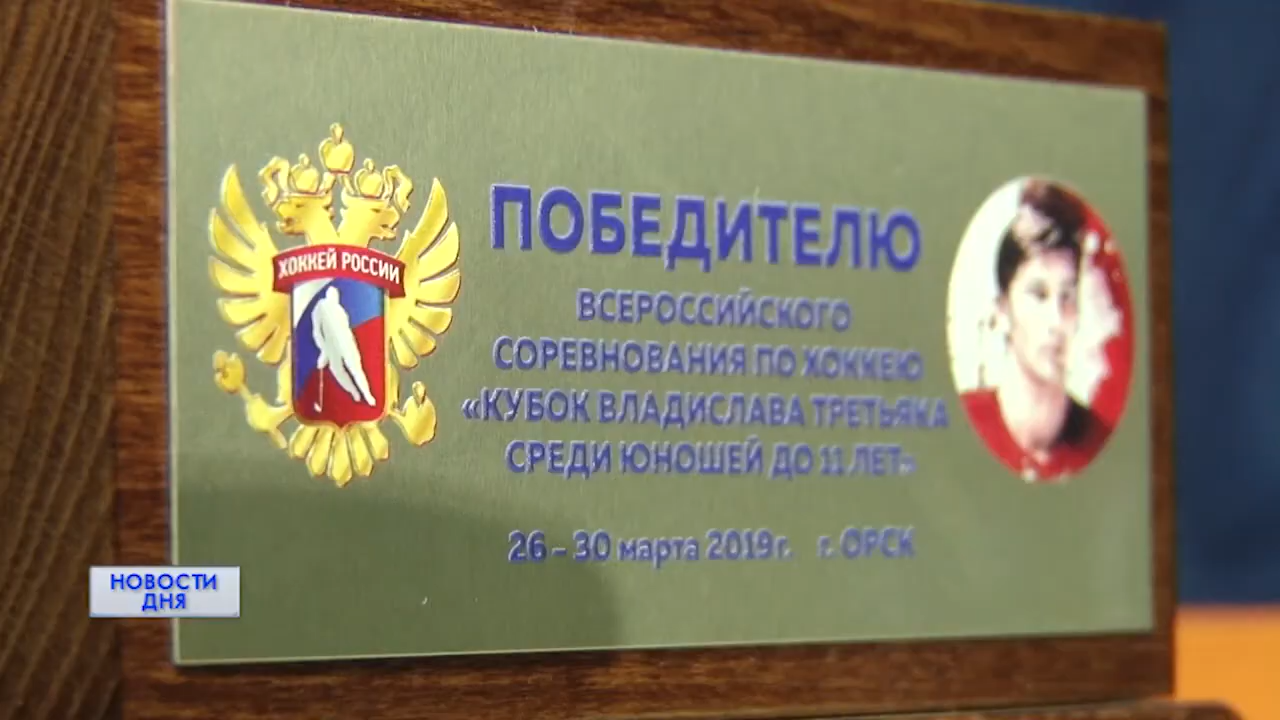 ХОККЕЙ РОССИИ
ПОБЕДИТЕЛЮ
ВСЕРОССИЙСКОГО
СОРЕВНОВАНИЯ ПО ХОККЕЮ
«КУБОК ВЛАДИСЛАВА ТРЕТЬЯКА
СРЕДИ ЮНОШЕЙ ДО 11 ЛЕТ»
26 – 30 марта 2019 г. г. ОРСК
НОВОСТИ
ДНЯ